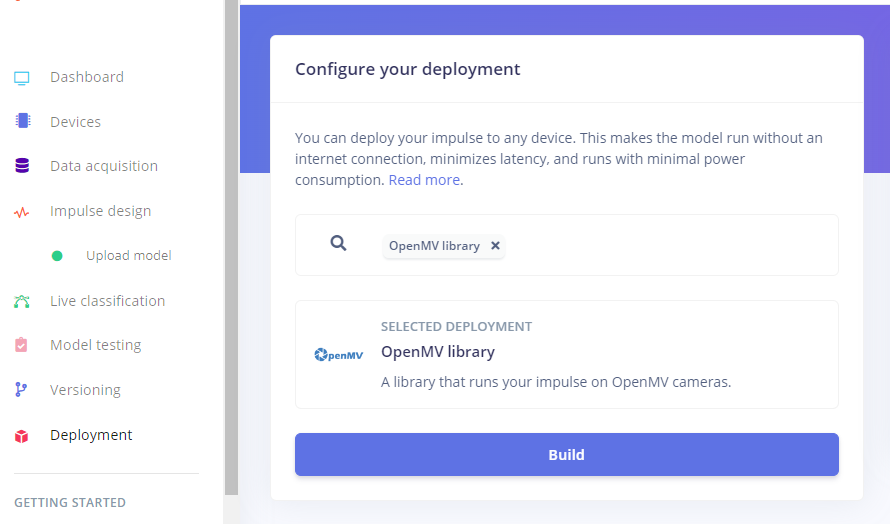 Dashboard
Devices
Data acquisition
Impulse design
Upload model
Live classification
Model testing
Versioning
Deployment
GETTING STARTED
Configure your deployment
You can deploy your impulse to any device. This makes the model run without an
internet connection, minimizes latency, and runs with minimal power
consumption. Read more.
OpenMV library ×
SELECTED DEPLOYMENT
OpenMV
OpenMV library
A library that runs your impulse on OpenMV cameras.
Build